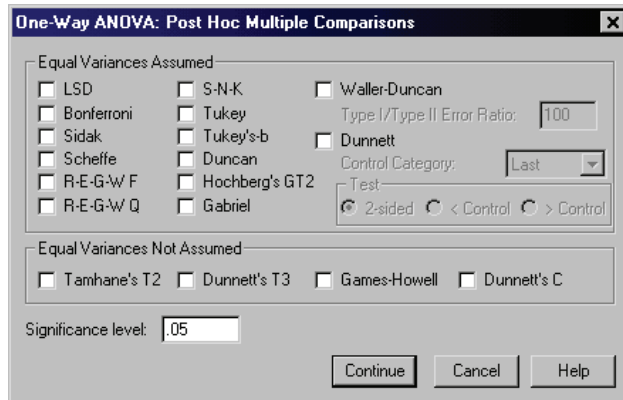 One-Way ANOVA: Post Hoc Multiple Comparisons
Equal Variances Assumed
LSD S-N-K Waller-Duncan
Bonferroni Tukey Type I/Type II Error Ratio: 100
Sidak Tukey's-b Dunnett
Scheffe Duncan Control Category: Last
R-E-G-W F Hochberg's GT2 Test
R-E-G-W Q Gabriel 2-sided < Control > Control
Equal Variances Not Assumed
Tamhane's T2 Dunnett's T3 Games-Howell Dunnett's C
Significance level: .05
Continue Cancel Help